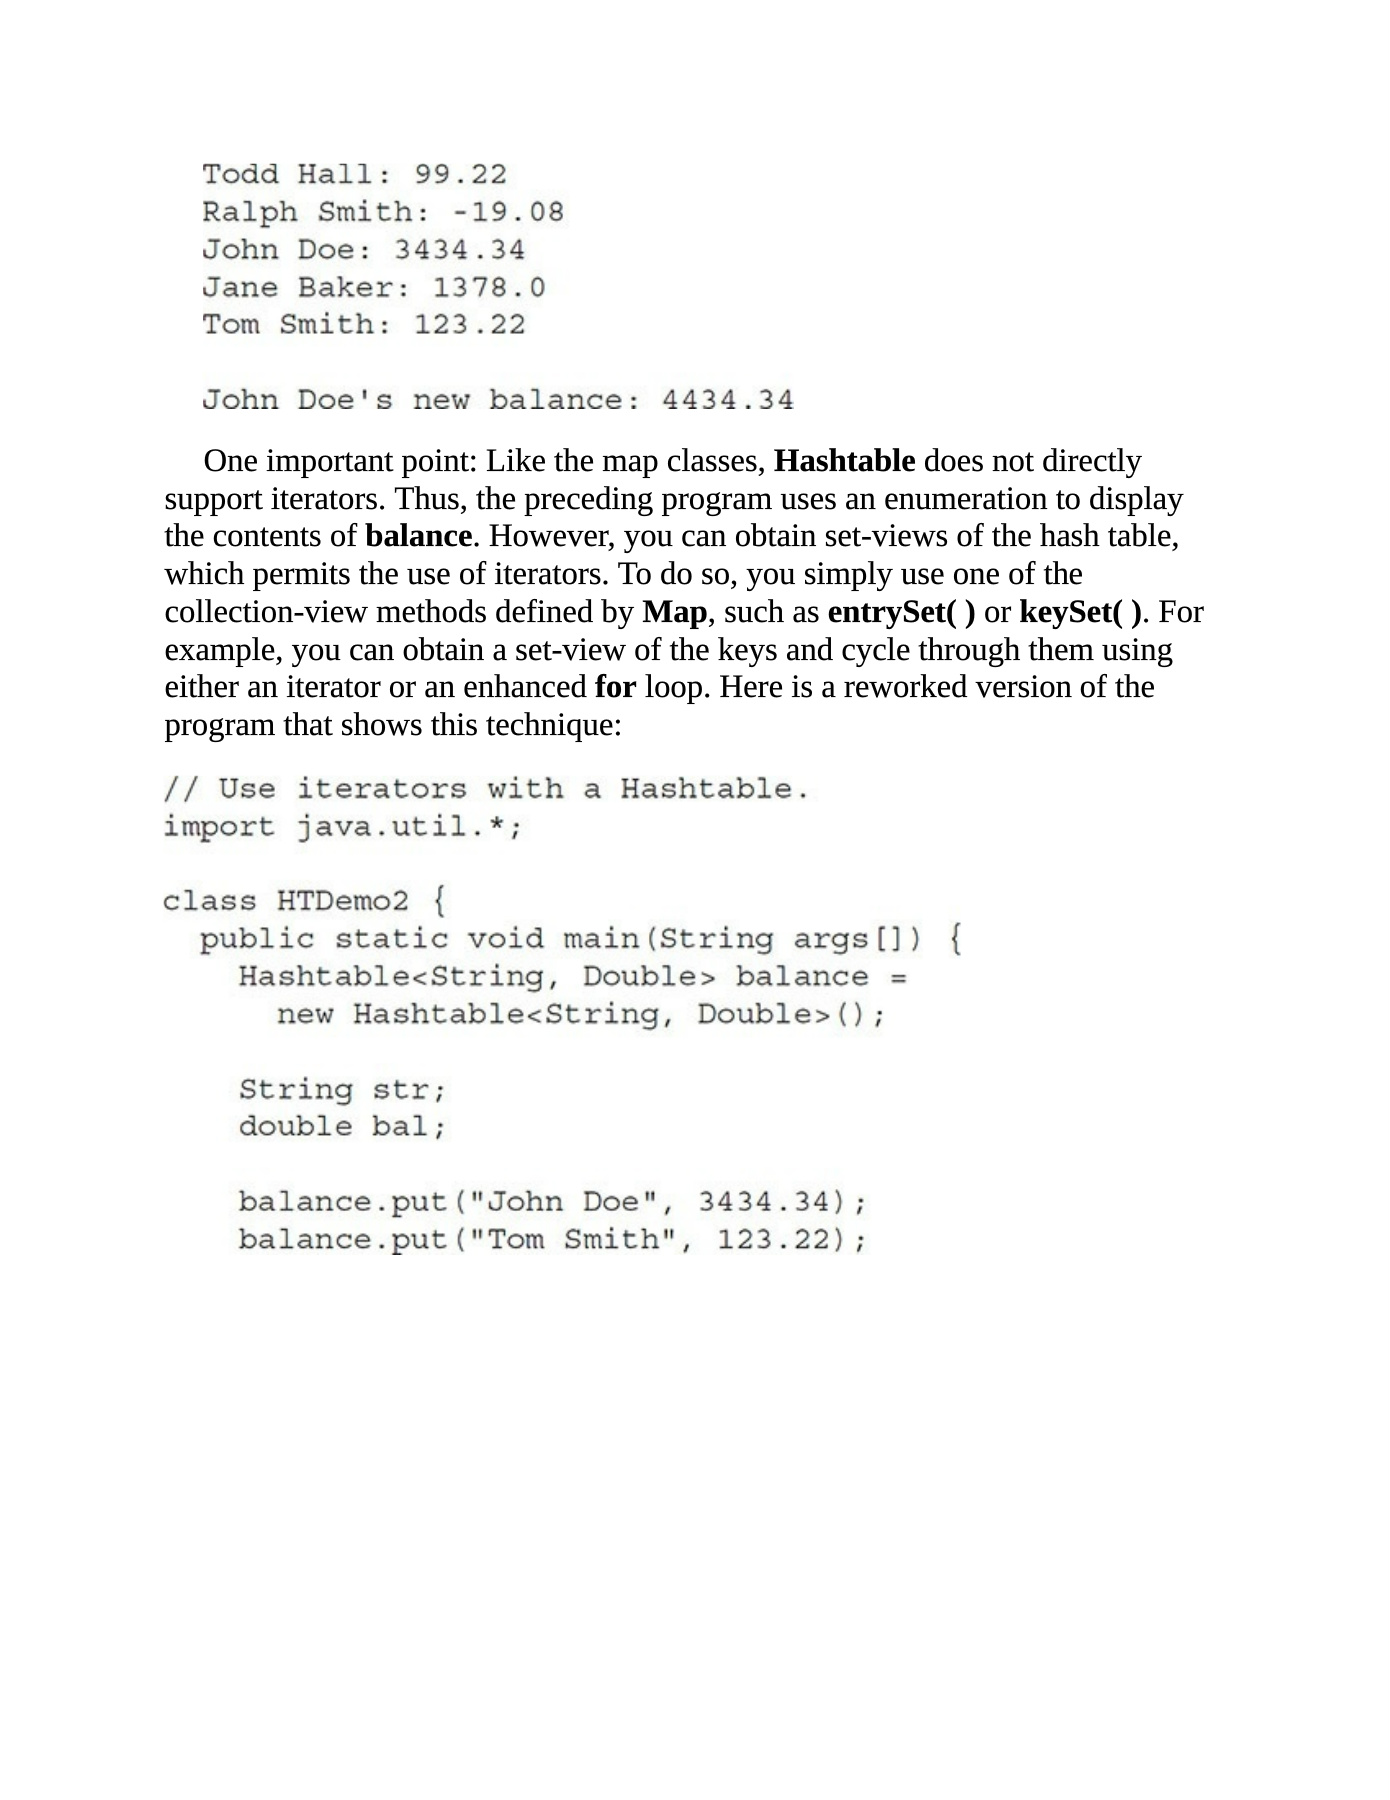 Todd Hall: 99.22
Ralph Smith: -19.08
John Doe: 3434.34
Jane Baker: 1378.0
Tom Smith: 123.22
John Doe's new balance: 4434.34
One important point: Like the map classes, Hashtable does not directly
support iterators. Thus, the preceding program uses an enumeration to display
the contents of balance. However, you can obtain set-views of the hash table,
which permits the use of iterators. To do so, you simply use one of the
collection-view methods defined by Map, such as entrySet( ) or keySet( ). For
example, you can obtain a set-view of the keys and cycle through them using
either an iterator or an enhanced for loop. Here is a reworked version of the
program that shows this technique:
// Use iterators with a Hashtable.
import java.util.*;
class HTDemo2 {
public static void main(String args[]) {
Hashtable<String, Double> balance =
new Hashtable<String, Double>();
String str;
double bal;
balance.put("John Doe", 3434.34);
balance.put("Tom Smith", 123.22);